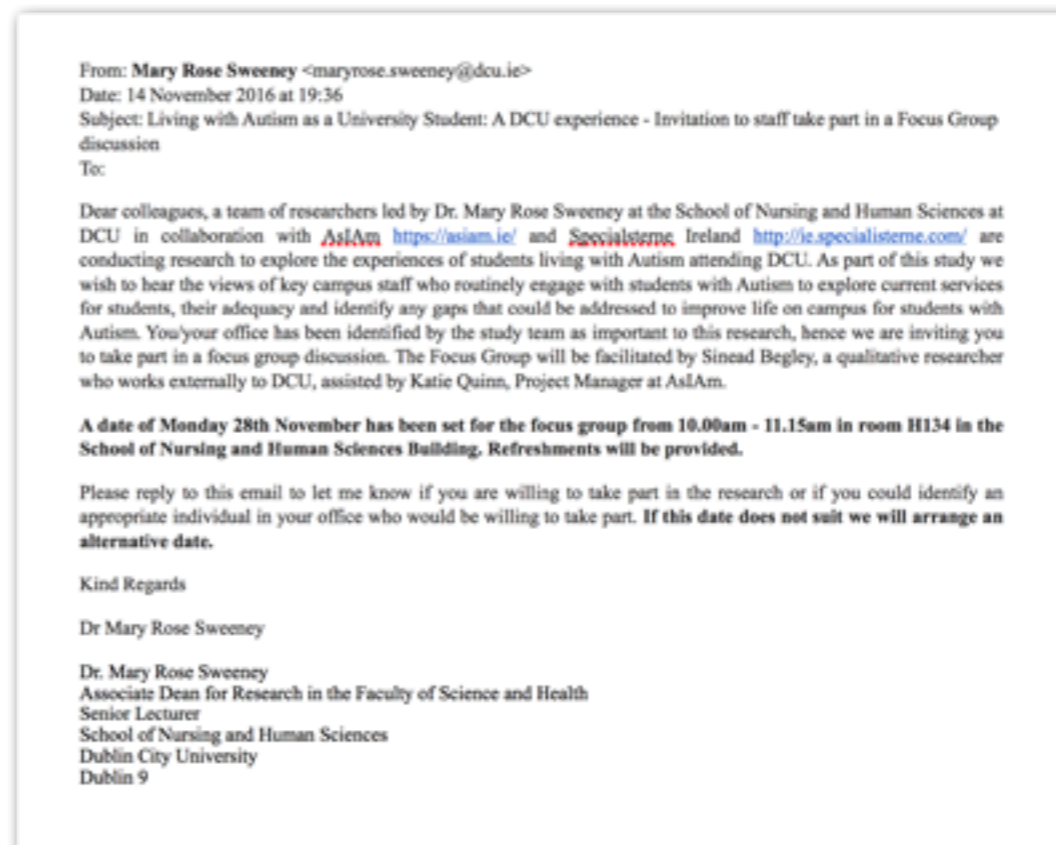 From: Mary Rose Sweeney <maryrose.sweeney@dcu.ie>
Date: 14 November 2016 at 19:36
Subject: Living with Autism as a University Student: A DCU experience - Invitation to staff take part in a Focus Group
discussion
To:
Dear colleagues, a team of researchers led by Dr. Mary Rose Sweeney at the School of Nursing and Human Sciences at
DCU in collaboration with AsIAm https://asiam.ie/ and Specialsterne Ireland http://ie.specialisterne.com/ are
conducting research to explore the experiences of students living with Autism attending DCU. As part of this study we
wish to hear the views of key campus staff who routinely engage with students with Autism to explore current services
for students, their adequacy and identify any gaps that could be addressed to improve life on campus for students with
Autism. You/your office has been identified by the study team as important to this research, hence we are inviting you
to take part in a focus group discussion. The Focus Group will be facilitated by Sinead Begley, a qualitative researcher
who works externally to DCU, assisted by Katie Quinn, Project Manager at AsIAm.
A date of Monday 28th November has been set for the focus group from 10.00am - 11.15am in room H134 in the
School of Nursing and Human Sciences Building. Refreshments will be provided.
Please reply to this email to let me know if you are willing to take part in the research or if you could identify an
appropriate individual in your office who would be willing to take part. If this date does not suit we will arrange an
alternative date.
Kind Regards
Dr Mary Rose Sweeney
Dr. Mary Rose Sweeney
Associate Dean for Research in the Faculty of Science and Health
Senior Lecturer
School of Nursing and Human Sciences
Dublin City University
Dublin 9